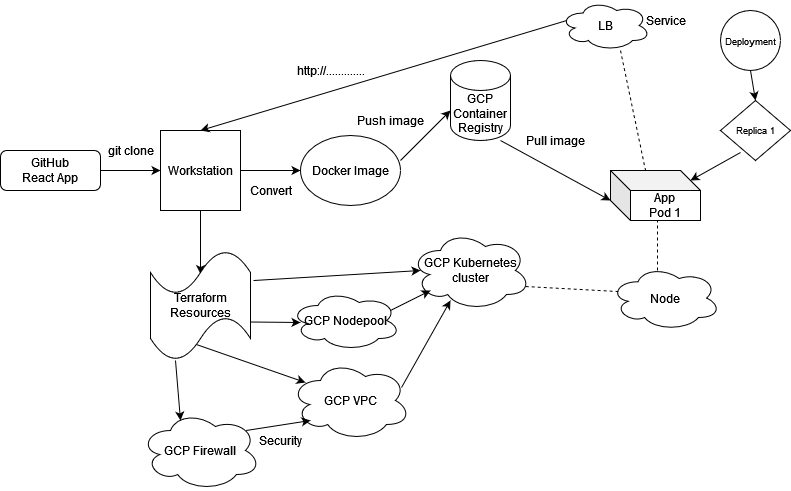 LB
Service
Deployment
http://.............
GCP
Container
Registry
Push image
Replica 1
git clone
Pull image
GitHub
React App
Workstation
Convert
Docker Image
App
Pod 1
GCP Kubernetes
cluster
Terraform
Resources
GCP Nodepool
Node
GCP VPC
Security
GCP Firewall